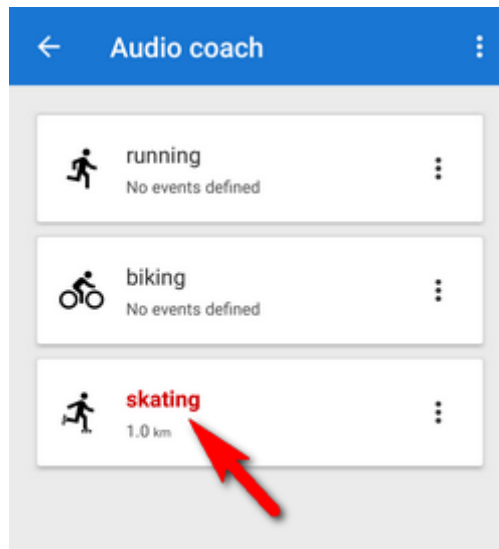 Audio coach
running
No events defined
biking
No events defined
skating
1.0 km